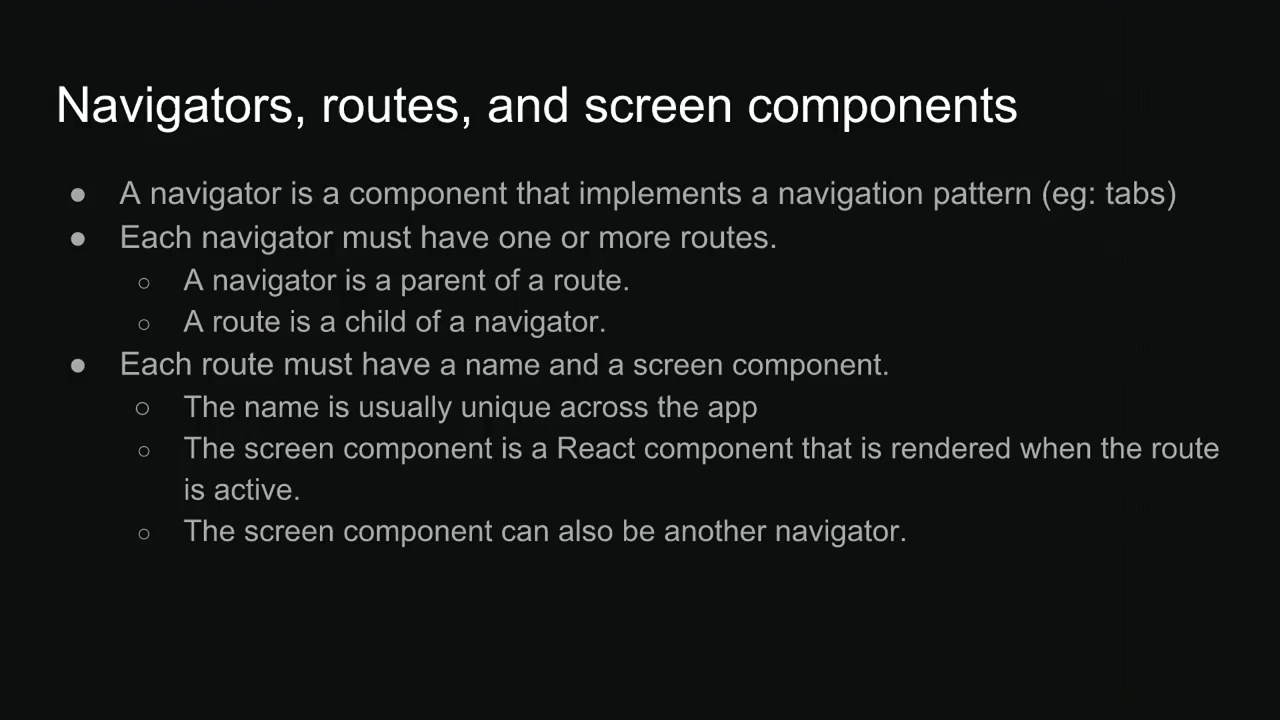 Navigators, routes, and screen components
● A navigator is a component that implements a navigation pattern (eg: tabs)
● Each navigator must have one or more routes.
○ A navigator is a parent of a route.
○ A route is a child of a navigator.
● Each route must have a name and a screen component.
○ The name is usually unique across the app
○ The screen component is a React component that is rendered when the route
is active.
○ The screen component can also be another navigator.